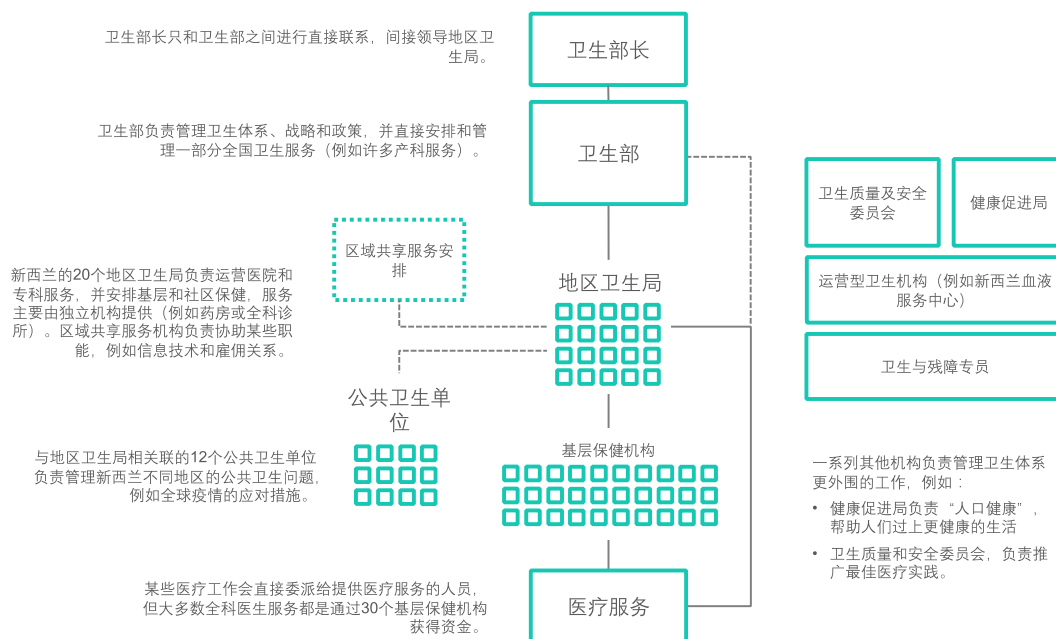 卫生部长只和卫生部之间进行直接联系，间接领导地区卫
生局。
卫生部长
卫生部负责管理卫生体系、战略和政策，并直接安排和管
理一部分全国卫生服务（例如许多产科服务）。
卫生部
卫生质量及安全
委员会
健康促进局
区域共享服务安
排
新西兰的20个地区卫生局负责运营医院和
专科服务，并安排基层和社区保健，服务
主要由独立机构提供（例如药房或全科诊
所）。区域共享服务机构负责协助某些职
能，例如信息技术和雇佣关系。
地区卫生局
运营型卫生机构（例如新西兰血液
服务中心）
卫生与残障专员
公共卫生单
位
与地区卫生局相关联的12个公共卫生单位
负责管理新西兰不同地区的公共卫生问题，
例如全球疫情的应对措施。
基层保健机构
一系列其他机构负责管理卫生体系
更外围的工作，例如：
• 健康促进局负责“人口健康”，
帮助人们过上更健康的生活
• 卫生质量和安全委员会，负责推
广最佳医疗实践。
某些医疗工作会直接委派给提供医疗服务的人员，
但大多数全科医生服务都是通过30个基层保健机构
获得资金。
医疗服务